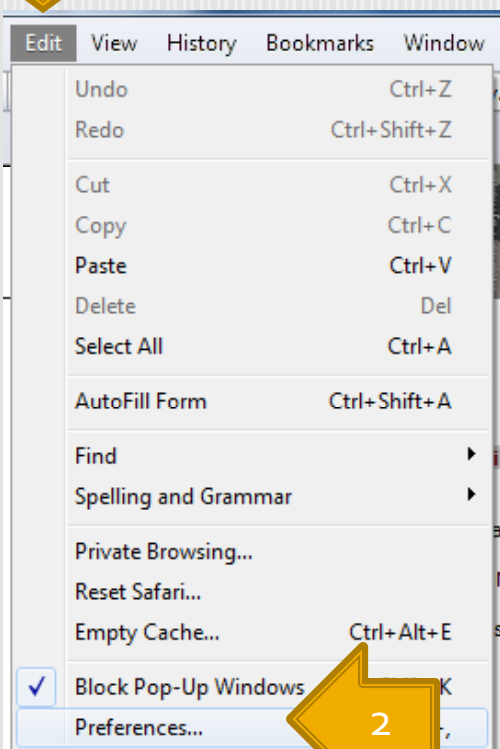 Edit View History Bookmarks Window
Undo Ctrl+Z
Redo Ctrl+Shift+Z
Cut Ctrl+X
Copy Ctrl+C
Paste Ctrl+V
Delete Del
Select All Ctrl+A
AutoFill Form Ctrl+Shift+A
Find
Spelling and Grammar
Private Browsing...
Reset Safari...
Empty Cache... Ctrl+Alt+E
✓ Block Pop-Up Windows K
Preferences... 2 ,